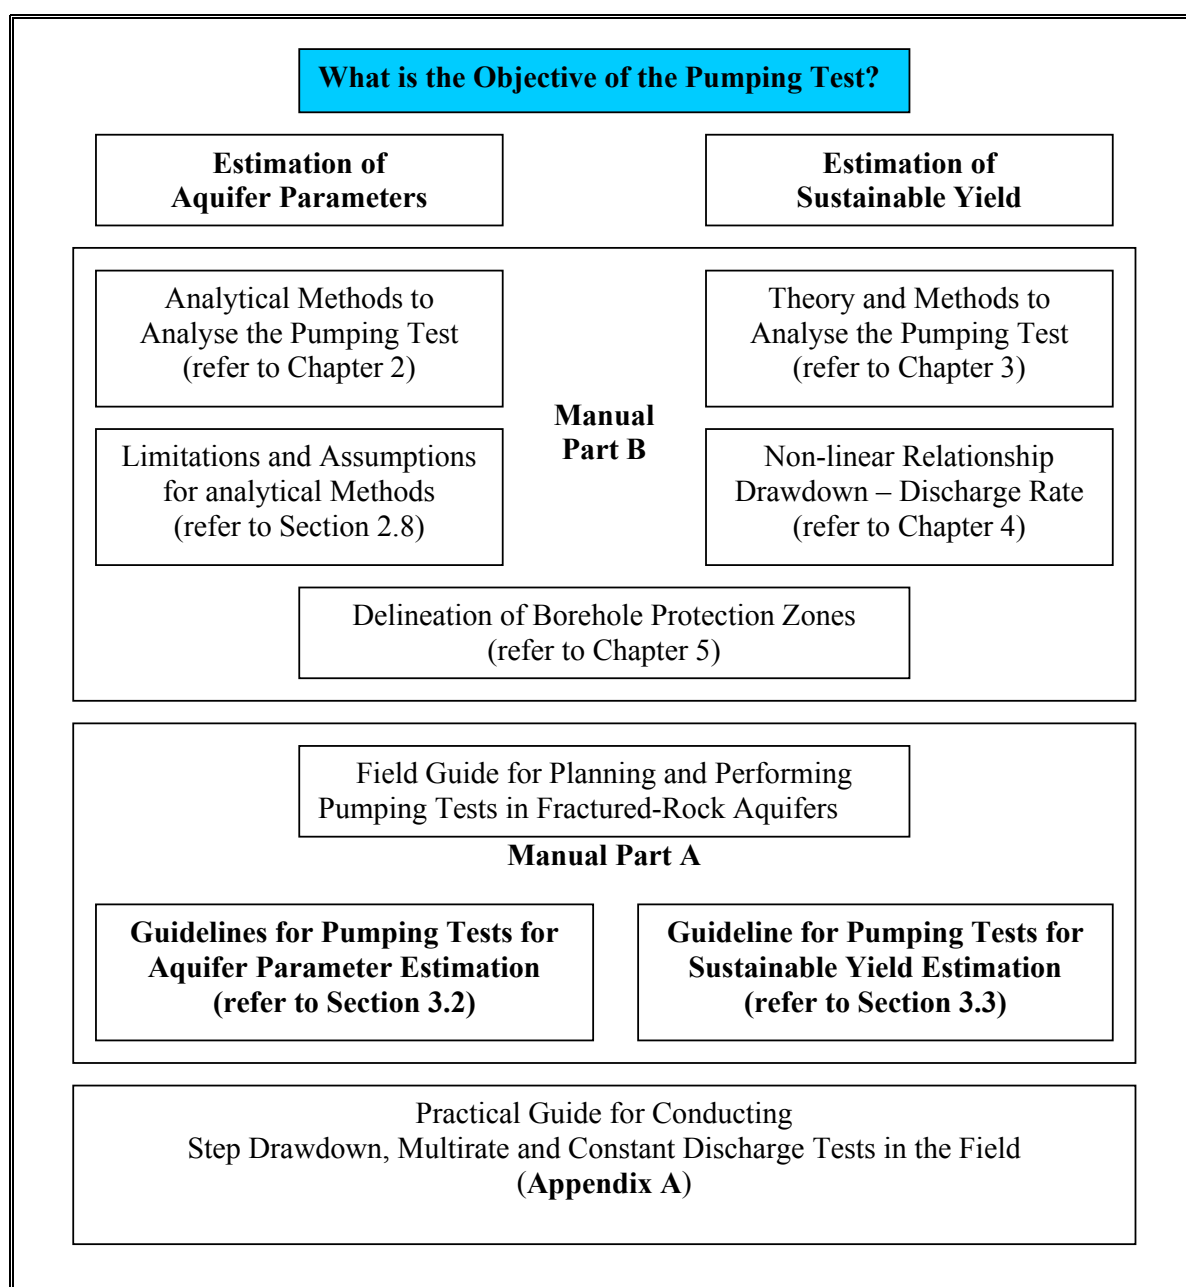 What is the Objective of the Pumping Test?
Estimation of
Aquifer Parameters
Estimation of
Sustainable Yield
Analytical Methods to
Analyse the Pumping Test
(refer to Chapter 2)
Theory and Methods to
Analyse the Pumping Test
(refer to Chapter 3)
Manual
Part B
Limitations and Assumptions
for analytical Methods
(refer to Section 2.8)
Non-linear Relationship
Drawdown – Discharge Rate
(refer to Chapter 4)
Delineation of Borehole Protection Zones
(refer to Chapter 5)
Field Guide for Planning and Performing
Pumping Tests in Fractured-Rock Aquifers
Manual Part A
Guidelines for Pumping Tests for
Aquifer Parameter Estimation
(refer to Section 3.2)
Guideline for Pumping Tests for
Sustainable Yield Estimation
(refer to Section 3.3)
Practical Guide for Conducting
Step Drawdown, Multirate and Constant Discharge Tests in the Field
(Appendix A)